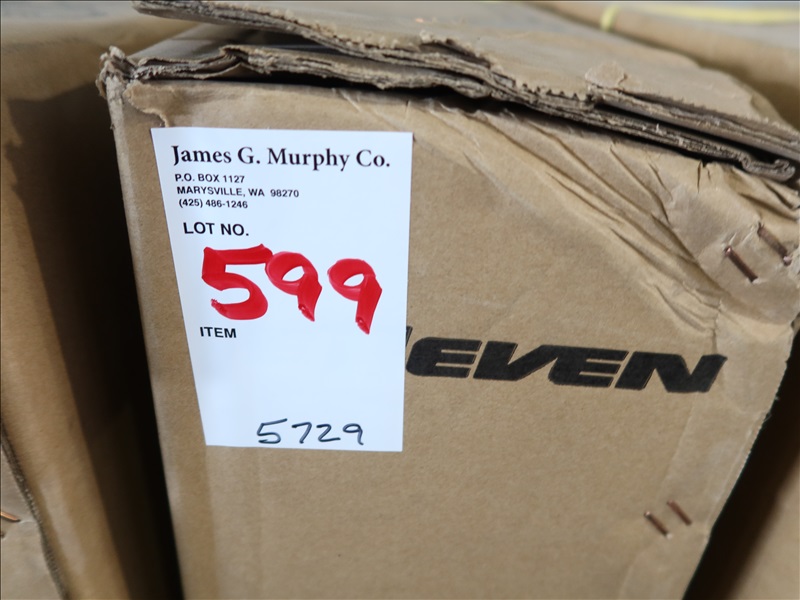 James G. Murphy Co.
P.O. BOX 1127
MARYSVILLE, WA 98270
(425) 486-1246
LOT NO.
599
ITEM
5729
EVEN